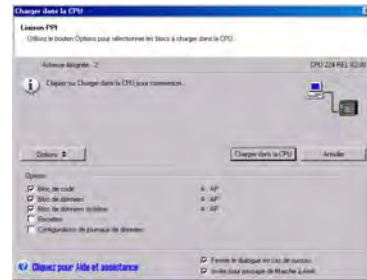 Charger dans la CPU
Liaison PPI
Utilisez le bouton Options pour sélectionner les blocs à charger dans la CPU.
Adresse éloignée : 2
CPU 224 REL 02.00
Cliquez sur Charger dans la CPU pour commencer.
Options
Charger dans la CPU
Annuler
Options
Bloc de code
A : AP
Bloc de données
A : AP
Bloc de données système
A : AP
Recettes
Configurations de journaux de données
Cliquez pour Aide et assistance
Fermer le dialogue en cas de succès
Invite pour passage de Marche à Arrêt